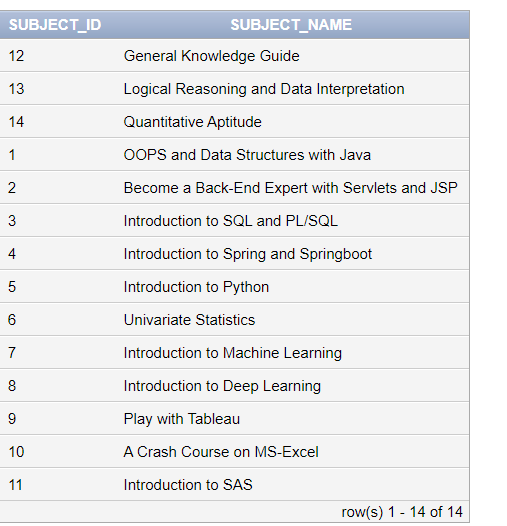 SUBJECT_ID SUBJECT_NAME
12 General Knowledge Guide
13 Logical Reasoning and Data Interpretation
14 Quantitative Aptitude
1 OOPS and Data Structures with Java
2 Become a Back-End Expert with Servlets and JSP
3 Introduction to SQL and PL/SQL
4 Introduction to Spring and Springboot
5 Introduction to Python
6 Univariate Statistics
7 Introduction to Machine Learning
8 Introduction to Deep Learning
9 Play with Tableau
10 A Crash Course on MS-Excel
11 Introduction to SAS
row(s) 1 - 14 of 14